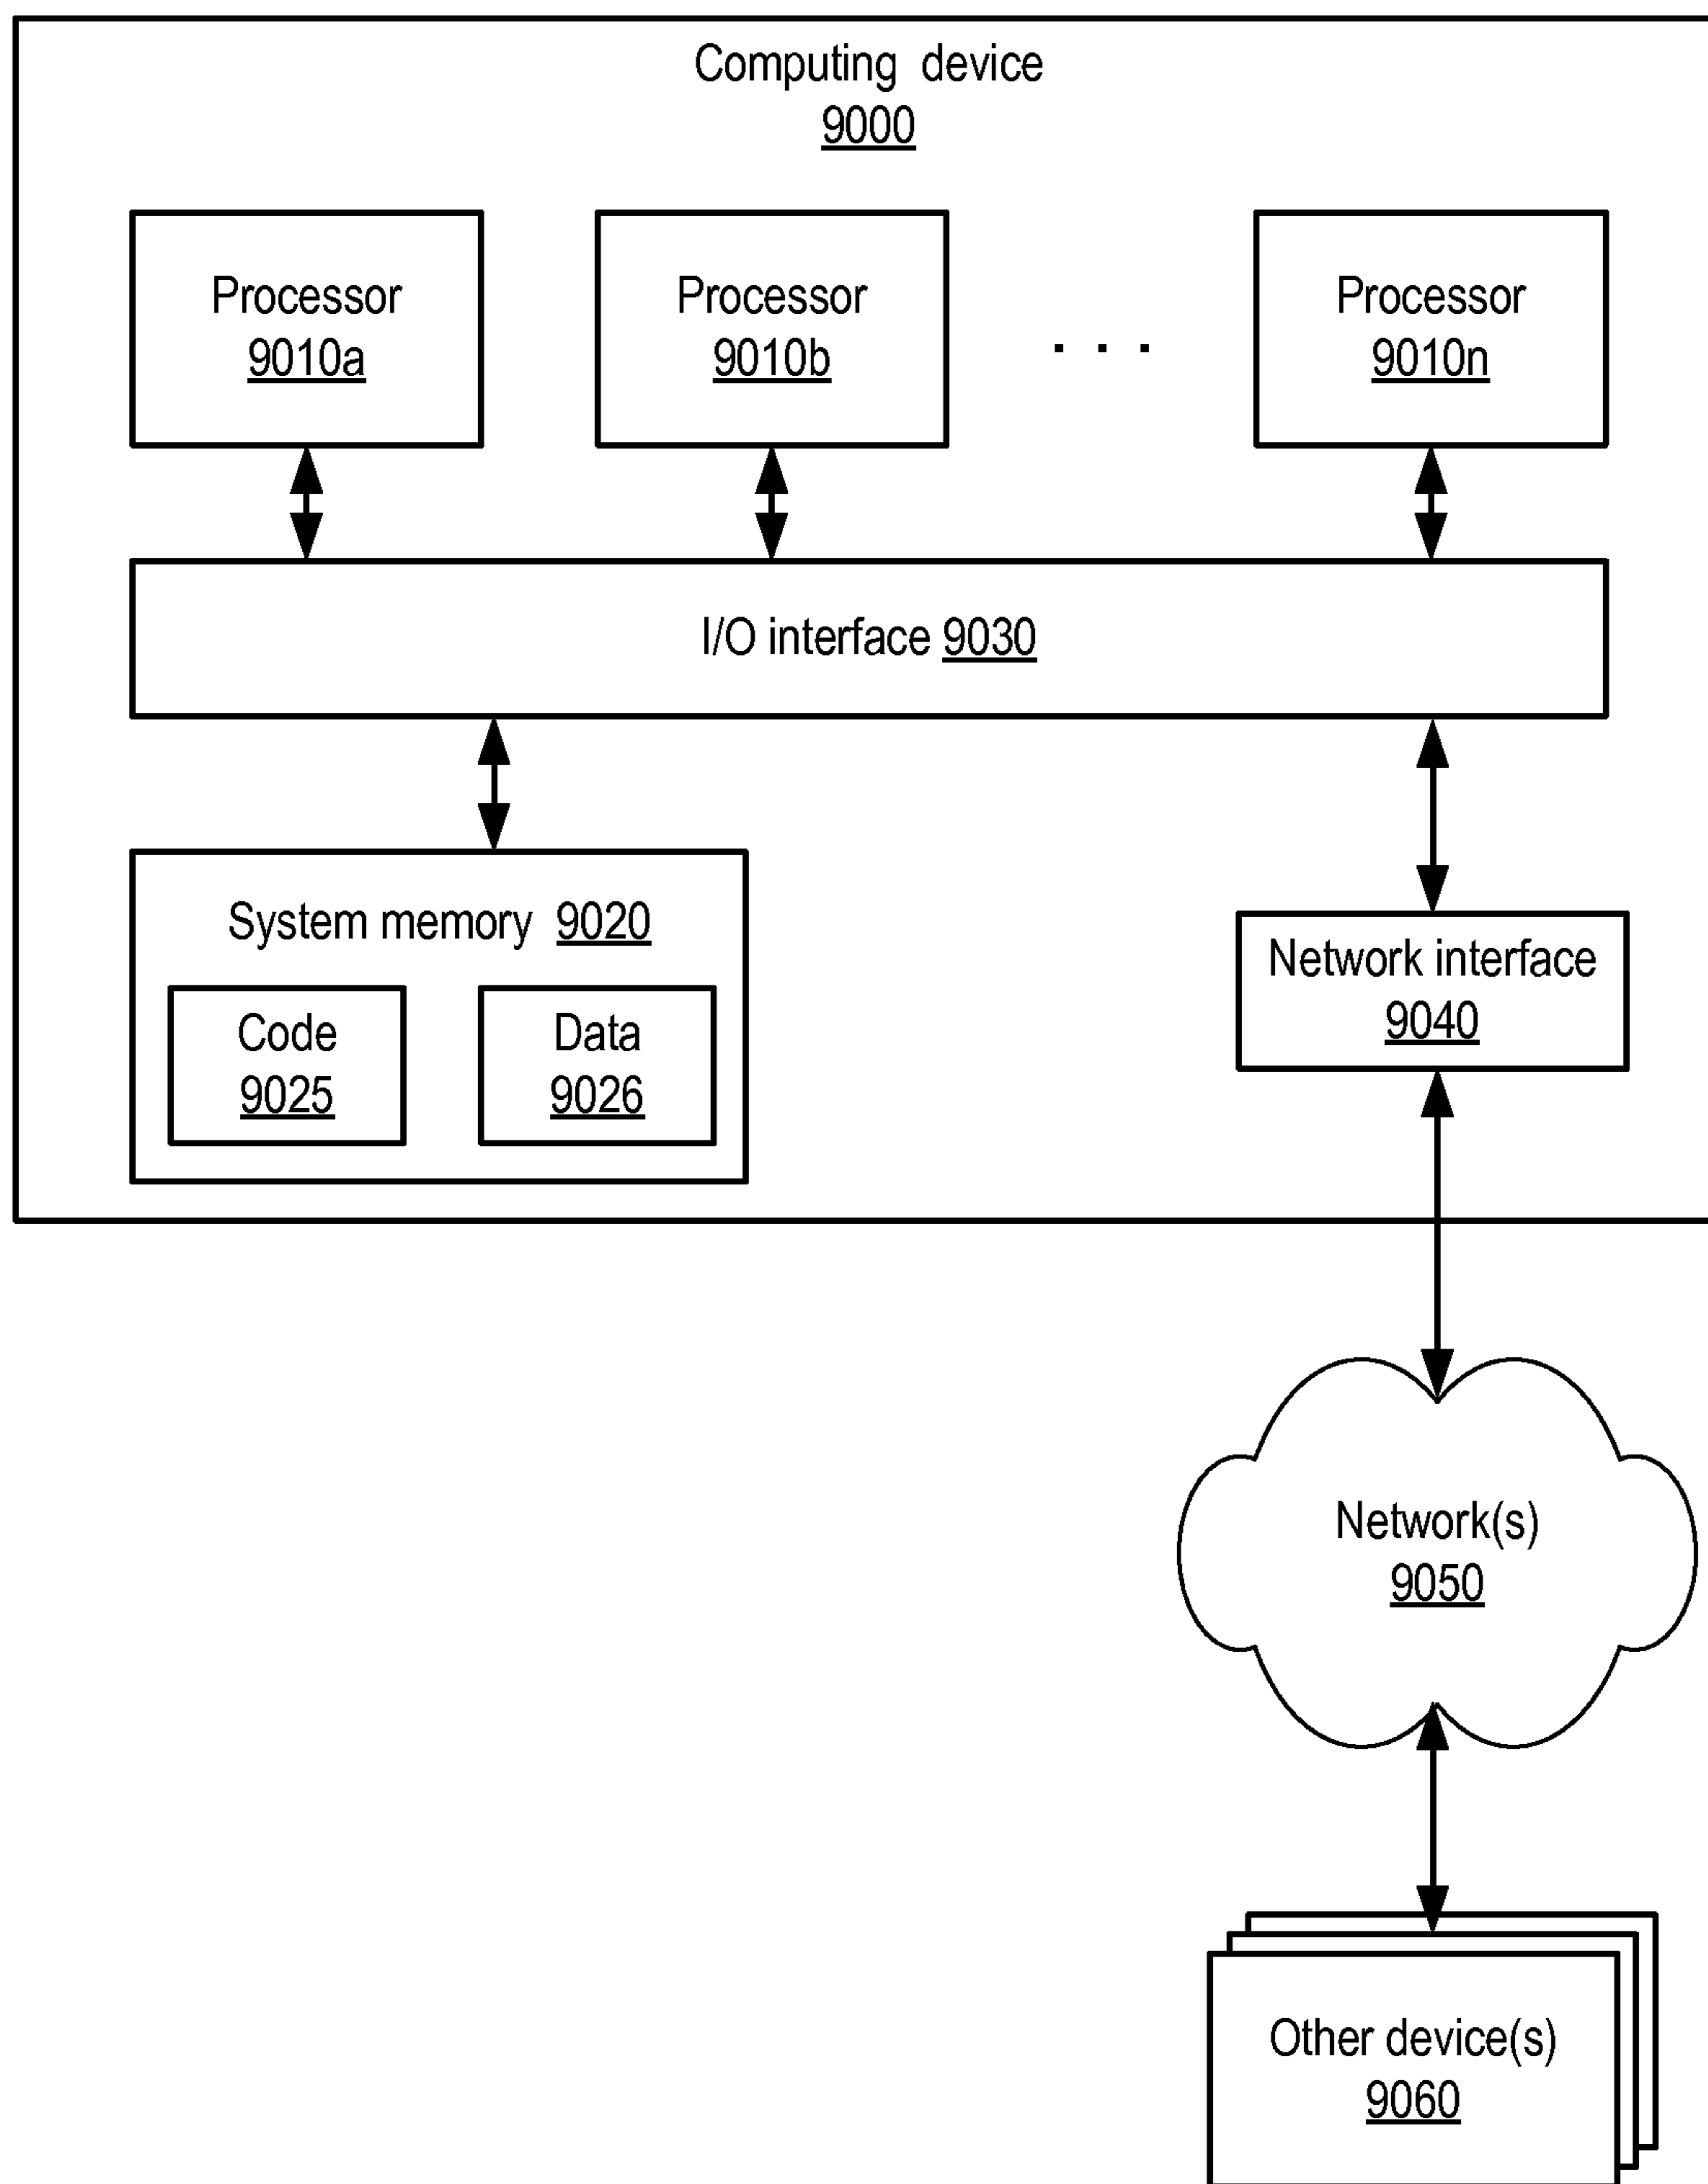 Computing device
9000
Processor
9010a
Processor
9010b
. . .
Processor
9010n
I/O interface 9030
System memory 9020
Code
9025
Data
9026
Network interface
9040
Network(s)
9050
Other device(s)
9060